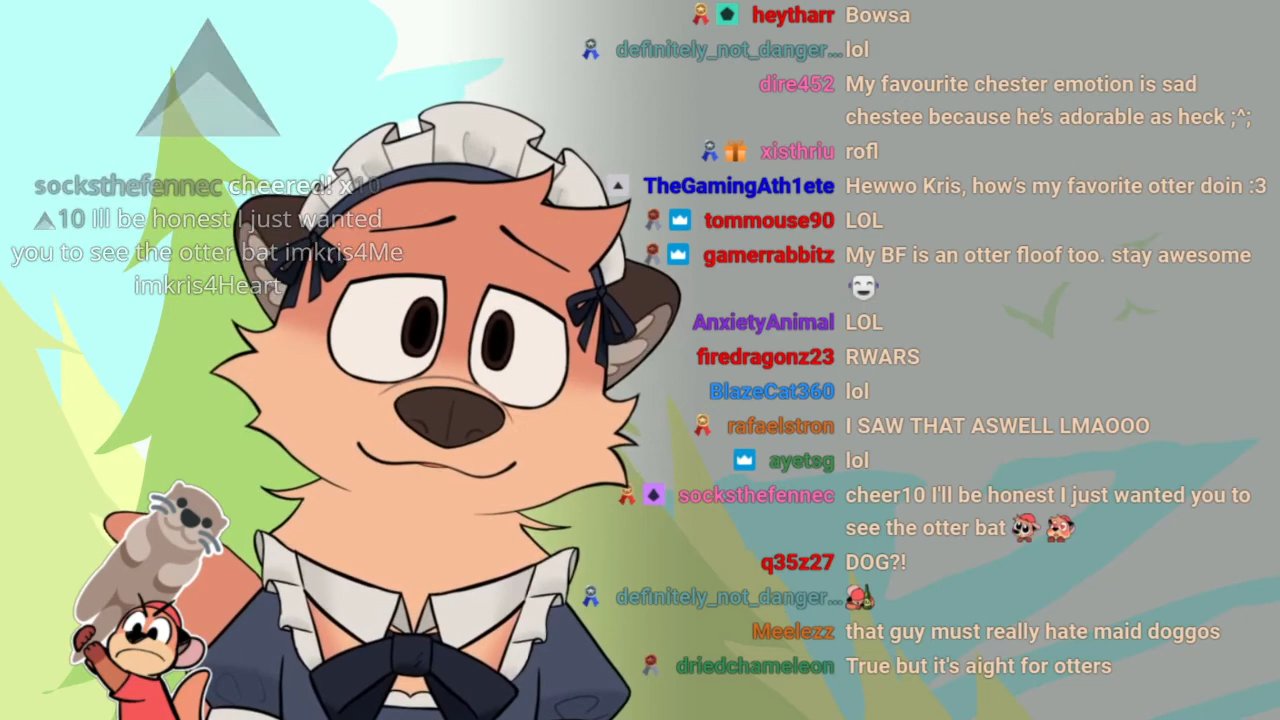 socksthefennec cheered! x10
10 Ill be honest I just wanted
you to see the otter bat imkris4Me
imkris4Heart
heytharr Bowsa
definitely_not_danger... lol
dire452 My favourite chester emotion is sad
chestee because he's adorable as heck ;^;
xisthriu rofl
TheGamingAth1ete Hewwo Kris, how's my favorite otter doin :3
tommouse90 LOL
gamerrabbitz My BF is an otter floof too. stay awesome
AnxietyAnimal LOL
firedragonz23 RWARS
BlazeCat360 lol
rafaelstron I SAW THAT ASWELL LMAOOO
ayetsg lol
socksthefennec cheer10 I'll be honest I just wanted you to
see the otter bat
q35z27 DOG?!
definitely_not_danger...
Meelezz that guy must really hate maid doggos
driedchameleon True but it's aight for otters